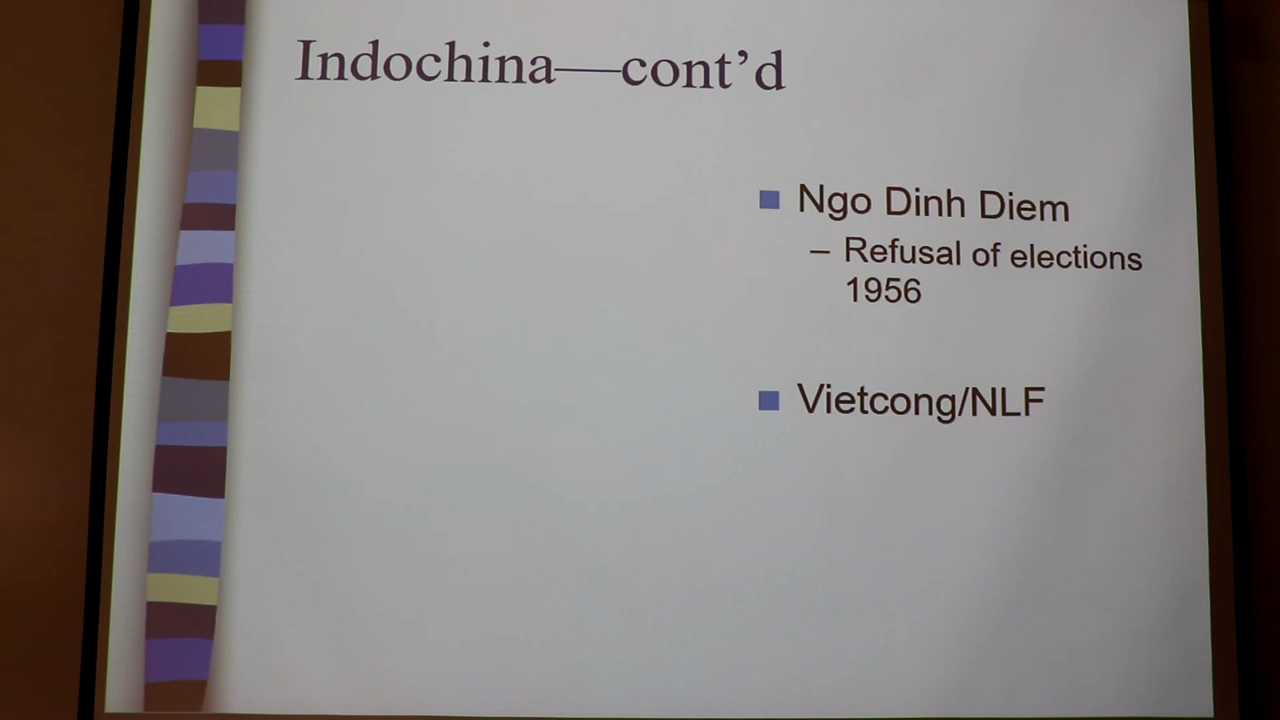 Indochina—cont’d
Ngo Dinh Diem
– Refusal of elections
1956
Vietcong/NLF